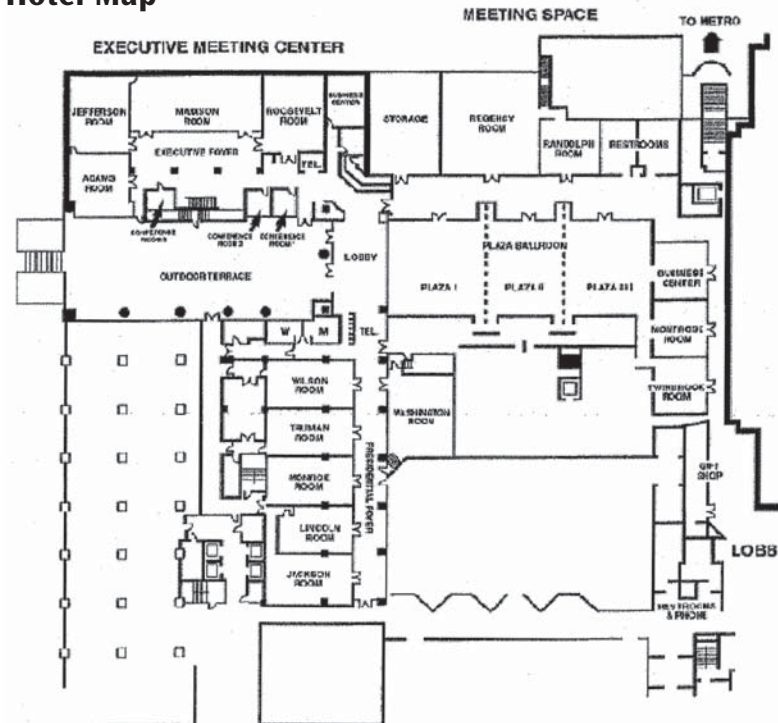 Hotel Map
MEETING SPACE
TO METRO
EXECUTIVE MEETING CENTER
JEFFERSON
ROOM
MADISON
ROOM
ROOSEVELT
ROOM
BUSINESS
CENTER
STORAGE
REGENCY
ROOM
RANDOLPH
ROOM
RESTROOMS
EXECUTIVE FOYER
TEL.
ADAMS
ROOM
CONFERENCE
CONFERENCE
ROOM 2
CONFERENCE
ROOM
LOBBY
PLAZA BALLROOM
OUTDOOR TERRACE
PLAZA I
PLAZA II
PLAZA III
BUSINESS
CENTER
W
M
TEL.
MONTROSE
ROOM
WILSON
ROOM
TWINBROOK
ROOM
WASHINGTON
ROOM
TRUMAN
ROOM
PRESIDENTIAL FOYER
MONROE
ROOM
GIFT
SHOP
LINCOLN
ROOM
LOBB
JACKSON
ROOM
RESTROOMS
& PHONE